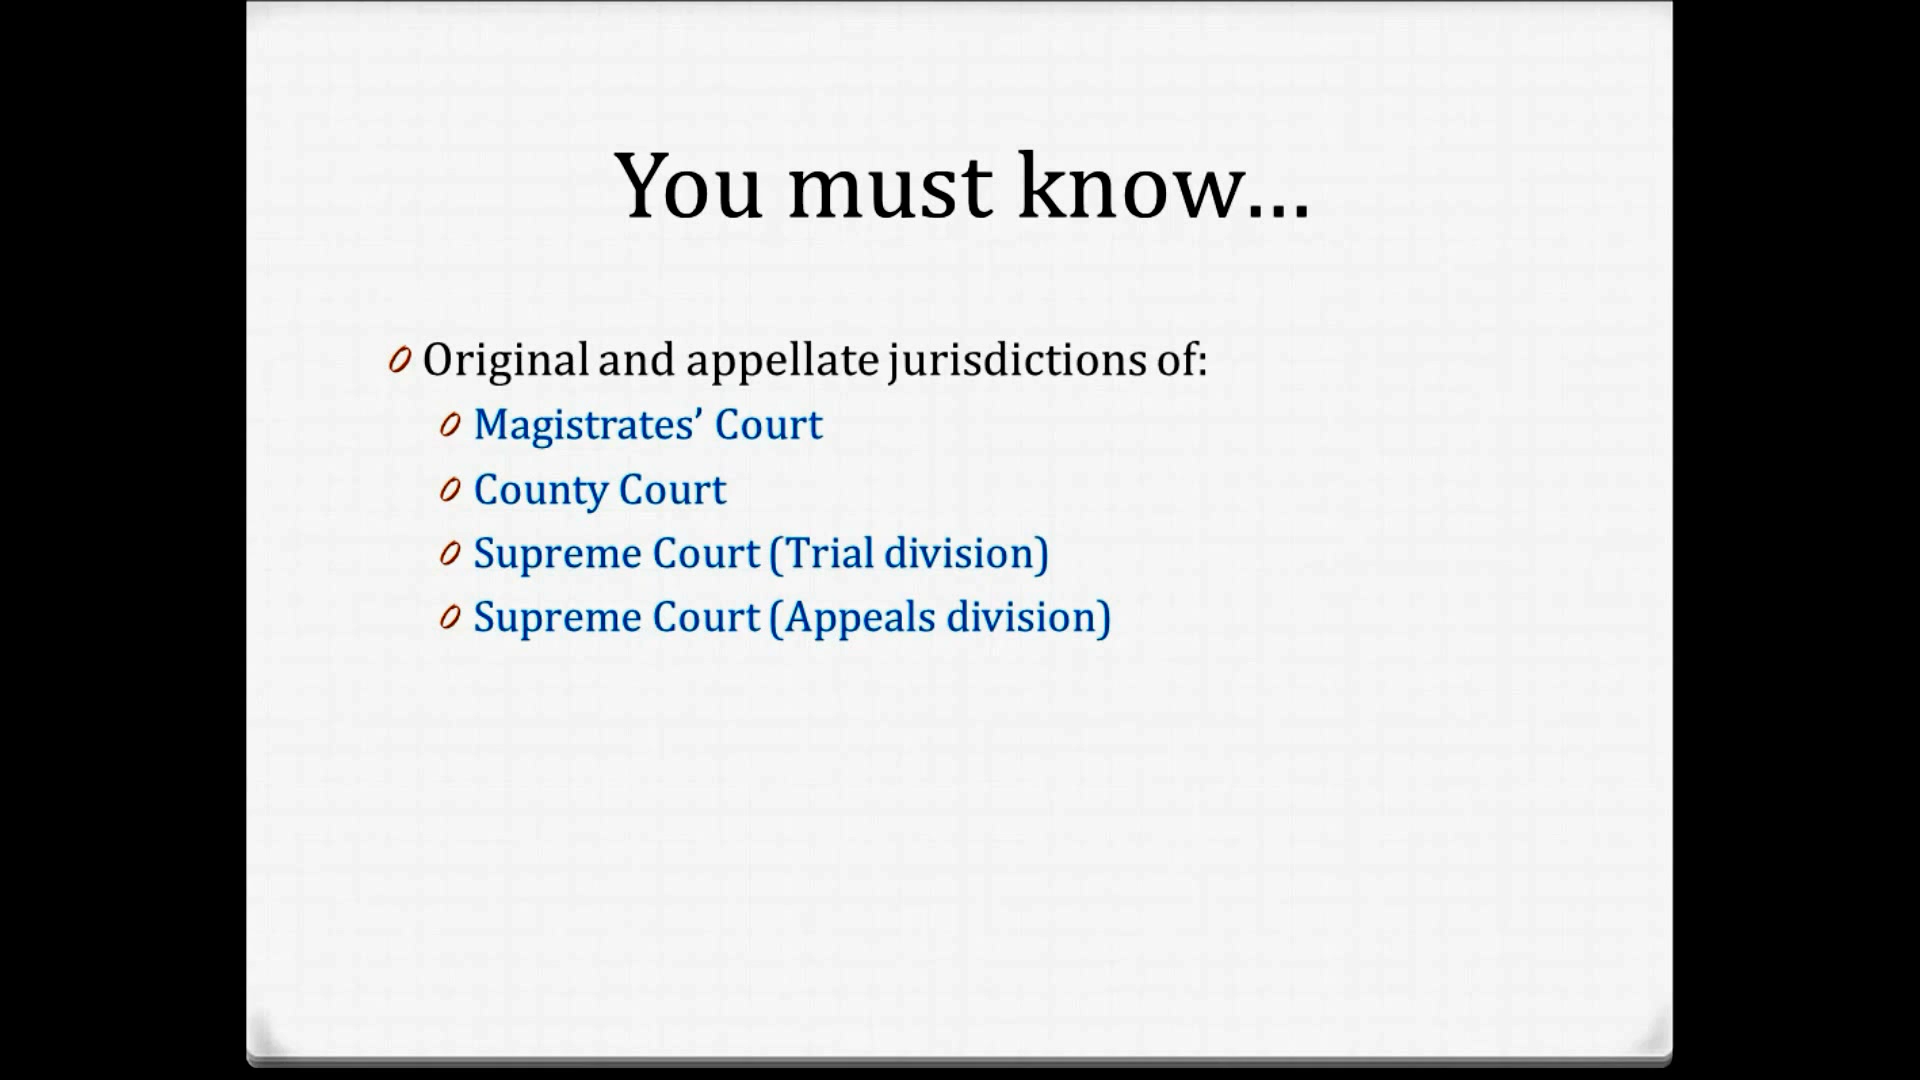 You must know...
Original and appellate jurisdictions of:
Magistrates’ Court
County Court
Supreme Court (Trial division)
Supreme Court (Appeals division)